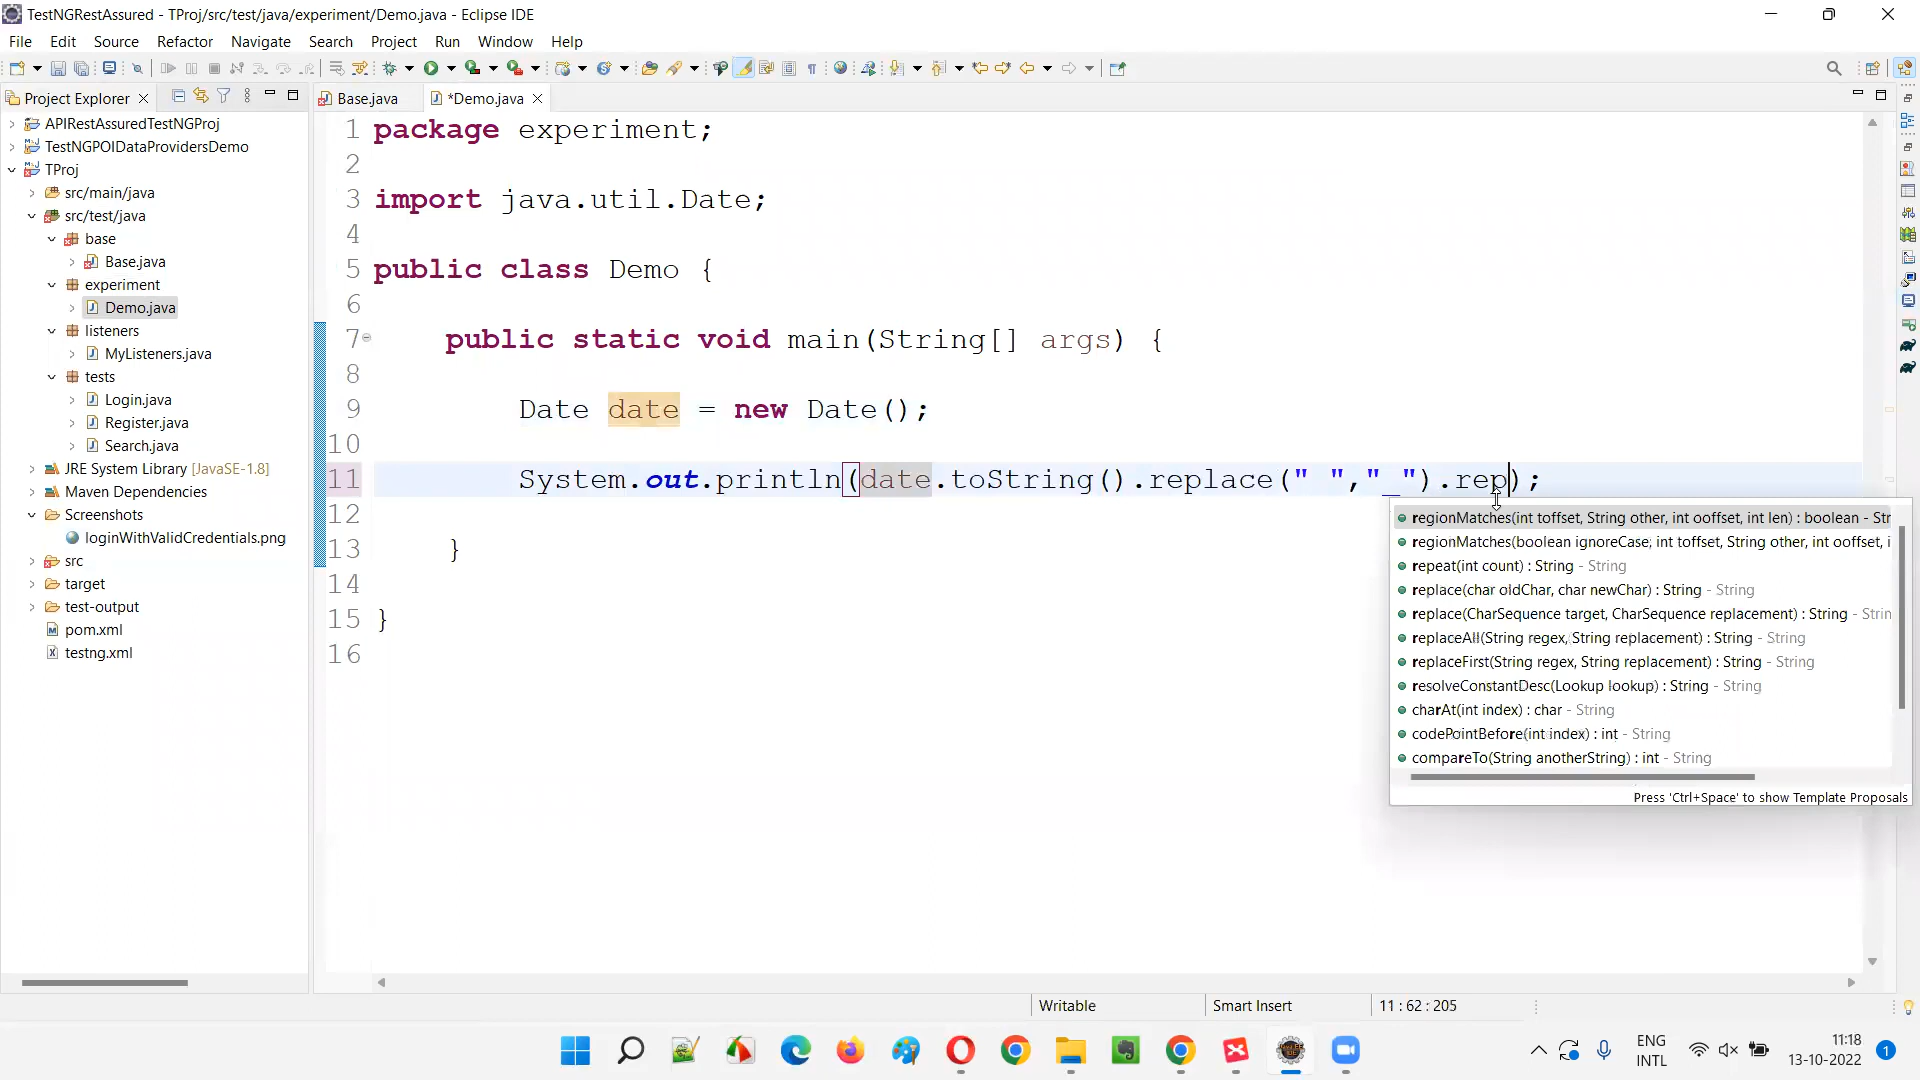 TestNGRestAssured - TProj/src/test/java/experiment/Demo.java - Eclipse IDE
File Edit Source Refactor Navigate Search Project Run Window Help
Project Explorer
Base.java
*Demo.java
APIRestAssuredTestNGProj
TestNGPOIDataProvidersDemo
TProj
src/main/java
src/test/java
base
Base.java
experiment
Demo.java
listeners
MyListeners.java
tests
Login.java
Register.java
Search.java
JRE System Library [JavaSE-1.8]
Maven Dependencies
Screenshots
loginWithValidCredentials.png
src
target
test-output
pom.xml
testng.xml
1 package experiment;
2
3 import java.util.Date;
4
5 public class Demo {
6
7 public static void main(String[] args) {
8
9 Date date = new Date();
10
11 System.out.println(date.toString().replace(" ","_").rep);
12
13 }
14
15 }
16
regionMatches(int toffset, String other, int ooffset, int len) : boolean - Str
regionMatches(boolean ignoreCase, int toffset, String other, int ooffset, i
repeat(int count) : String - String
replace(char oldChar, char newChar) : String - String
replace(CharSequence target, CharSequence replacement) : String - Strin
replaceAll(String regex, String replacement) : String - String
replaceFirst(String regex, String replacement) : String - String
resolveConstantDesc(Lookup lookup) : String - String
charAt(int index) : char - String
codePointBefore(int index) : int - String
compareTo(String anotherString) : int - String
Press 'Ctrl+Space' to show Template Proposals
Writable Smart Insert 11 : 62 : 205
ENG
INTL
11:18
13-10-2022
1